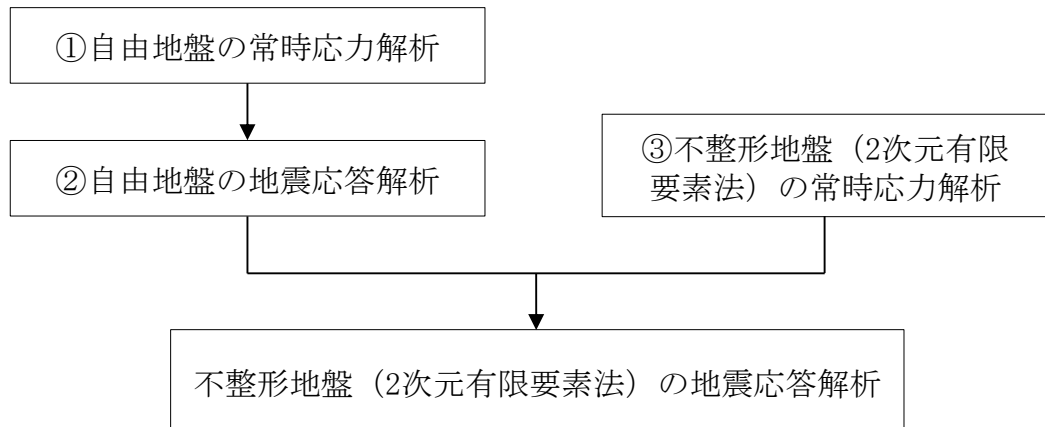 ①自由地盤の常時応力解析
②自由地盤の地震応答解析
③不整形地盤（2次元有限
要素法）の常時応力解析
不整形地盤（2次元有限要素法）の地震応答解析